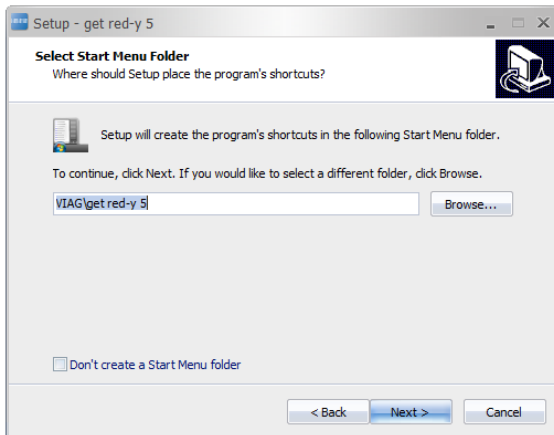 Setup - get red-y 5
Select Start Menu Folder
Where should Setup place the program's shortcuts?
Setup will create the program's shortcuts in the following Start Menu folder.
To continue, click Next. If you would like to select a different folder, click Browse.
VIAG\get red-y 5
Browse...
Don't create a Start Menu folder
< Back
Next >
Cancel